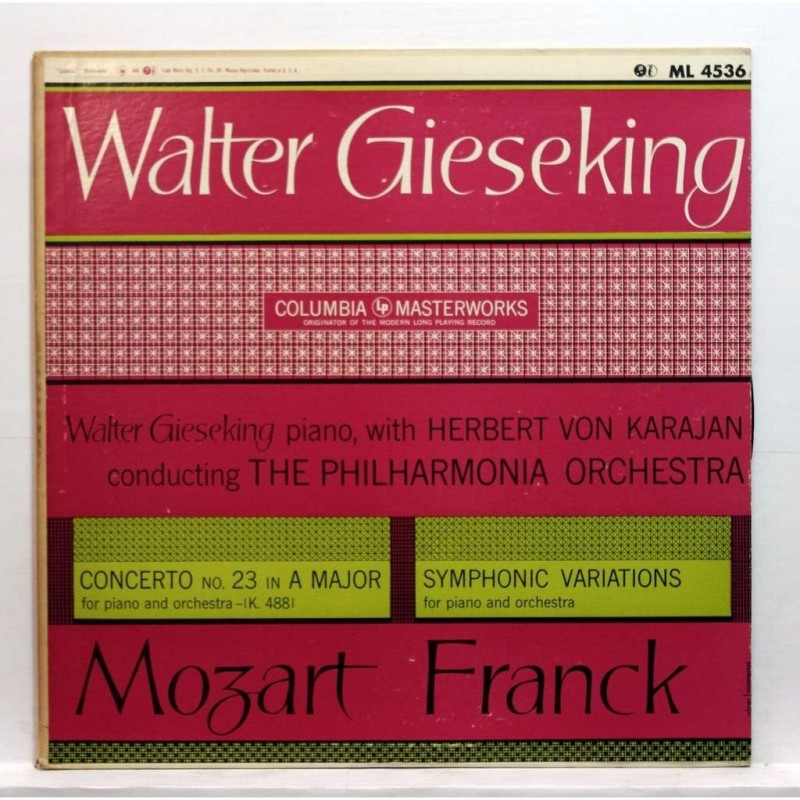 ML 4536
Walter Gieseking
COLUMBIA LP MASTERWORKS
ORIGINATOR OF THE MODERN LONG PLAYING RECORD
Walter Gieseking piano, with HERBERT VON KARAJAN
conducting THE PHILHARMONIA ORCHESTRA
CONCERTO NO. 23 IN A MAJOR
for piano and orchestra–(K. 488)
SYMPHONIC VARIATIONS
for piano and orchestra
Mozart Franck